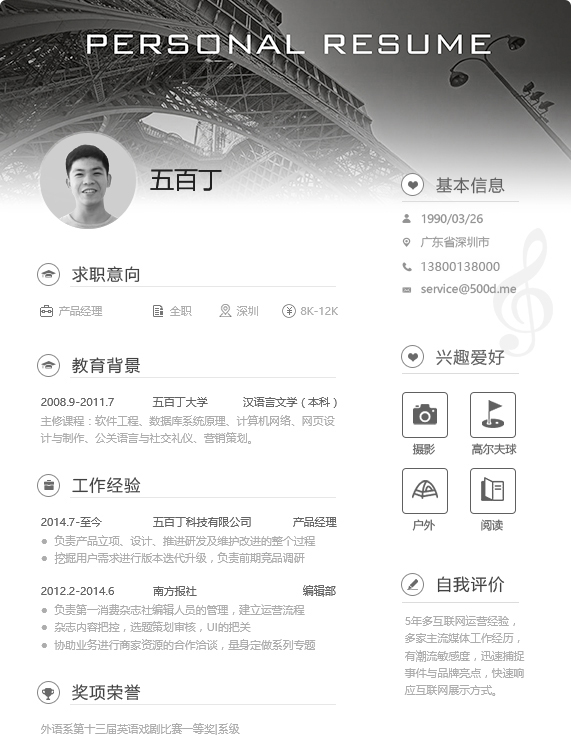 PERSONAL RESUME
五百丁
求职意向
产品经理 全职 深圳 8K-12K
教育背景
2008.9-2011.7 五百丁大学 汉语言文学（本科）
主修课程：软件工程、数据库系统原理、计算机网络、网页设
计与制作、公关语言与社交礼仪、营销策划。
工作经验
2014.7-至今 五百丁科技有限公司 产品经理
负责产品立项、设计、推进研发及维护改进的整个过程
挖掘用户需求进行版本迭代升级，负责前期竞品调研
2012.2-2014.6 南方报社 编辑部
负责第一消费杂志社编辑人员的管理，建立运营流程
杂志内容把控，选题策划审核，UI的把关
协助业务进行商家资源的合作洽谈，量身定做系列专题
奖项荣誉
外语系第十三届英语戏剧比赛一等奖|系级
基本信息
1990/03/26
广东省深圳市
13800138000
service@500d.me
兴趣爱好
摄影 高尔夫球
户外 阅读
自我评价
5年多互联网运营经验，
多家主流媒体工作经历，
有潮流敏感度，迅速捕捉
事件与品牌亮点，快速响
应互联网展示方式。